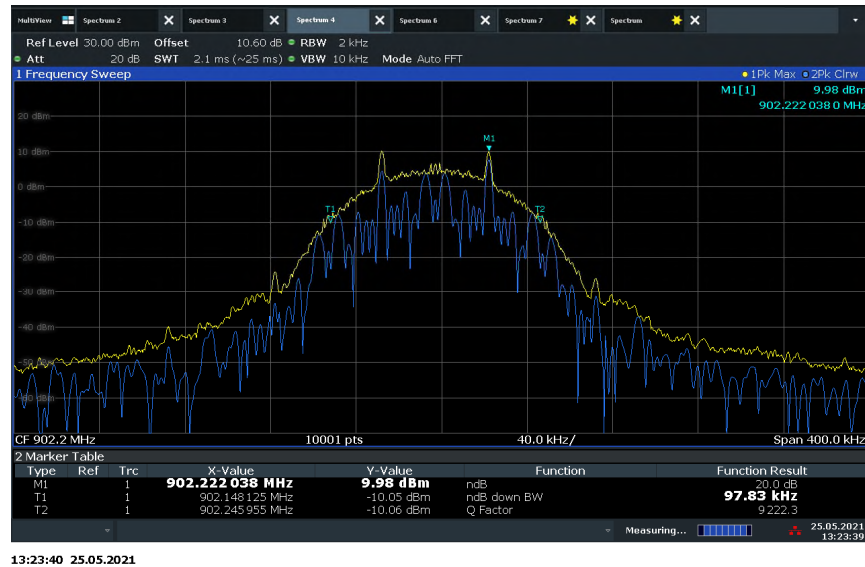 MultiView Spectrum 2 X Spectrum 3 X Spectrum 4 X Spectrum 6 X Spectrum 7 X Spectrum X
Ref Level 30.00 dBm Offset 10.60 dB RBW 2 kHz
Att 20 dB SWT 2.1 ms (~25 ms) VBW 10 kHz Mode Auto FFT
1 Frequency Sweep 1Pk Max 2Pk Clrw
M1[1] 9.98 dBm
902.222 038 0 MHz
20 dBm
M1
10 dBm
0 dBm
T1 T2
-10 dBm
-20 dBm
-30 dBm
-40 dBm
-50 dBm
-60 dBm
CF 902.2 MHz 10001 pts 40.0 kHz/ Span 400.0 kHz
2 Marker Table
Type Ref Trc X-Value Y-Value Function Function Result
M1 1 902.222 038 MHz 9.98 dBm ndB 20.0 dB
T1 1 902.148 125 MHz -10.05 dBm ndB down BW 97.83 kHz
T2 1 902.245 955 MHz -10.06 dBm Q Factor 9 222.3
Measuring... 25.05.2021
13:23:39
13:23:40 25.05.2021